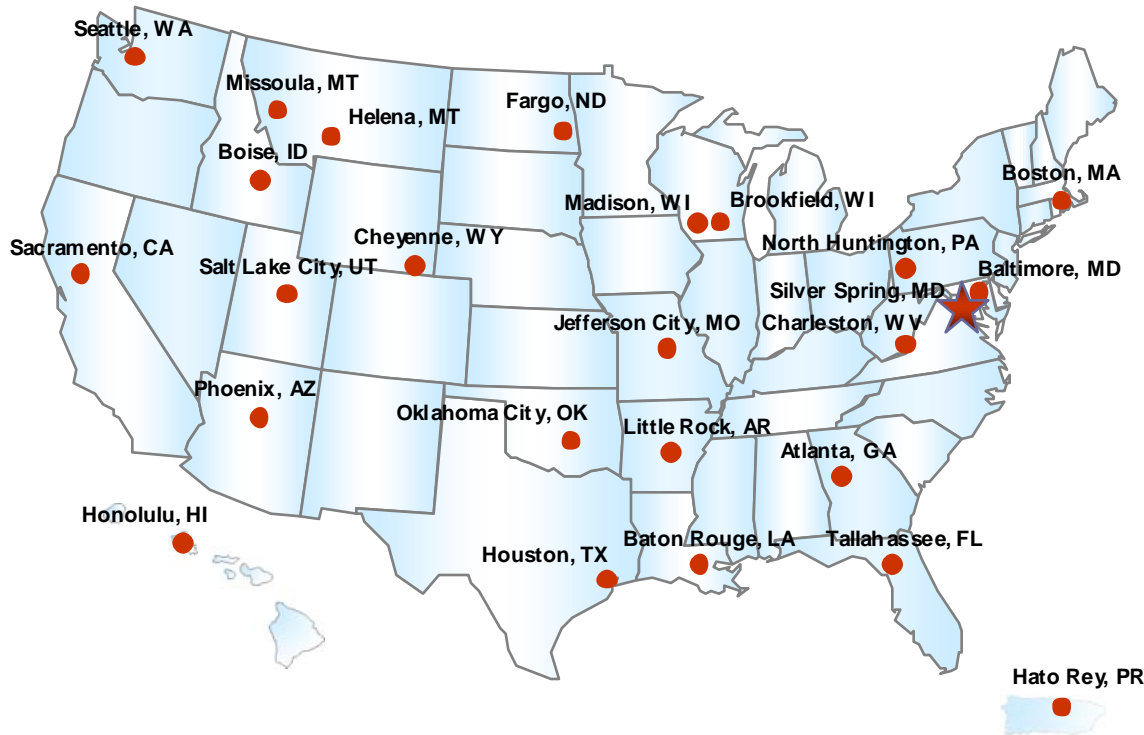 Seattle, WA
Missoula, MT
Fargo, ND
Helena, MT
Boise, ID
Boston, MA
Madison, WI
Brookfield, WI
Sacramento, CA
Cheyenne, WY
North Huntington, PA
Salt Lake City, UT
Baltimore, MD
Silver Spring, MD
Jefferson City, MO
Charleston, WV
Phoenix, AZ
Oklahoma City, OK
Little Rock, AR
Atlanta, GA
Honolulu, HI
Houston, TX
Baton Rouge, LA
Tallahassee, FL
Hato Rey, PR